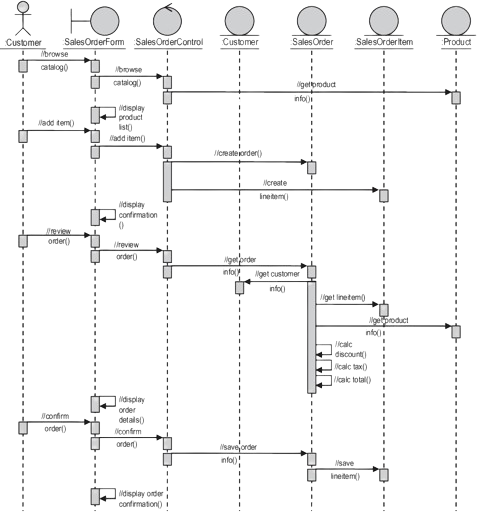 :Customer :SalesOrderForm :SalesOrderControl :Customer :SalesOrder :SalesOrderItem :Product
//browse
catalog()
//browse
catalog()
//get product
info()
//display
product
list()
//add item()
//add item()
//create order()
//create
lineitem()
//display
confirmation
()
//review
order()
//review
order()
//get order
info()
//get customer
info()
//get lineitem()
//get product
info()
//calc
discount()
//calc tax()
//calc total()
//display
order
details()
//confirm
order()
//confirm
order()
//save order
info()
//save
lineitem()
//display order
confirmation()